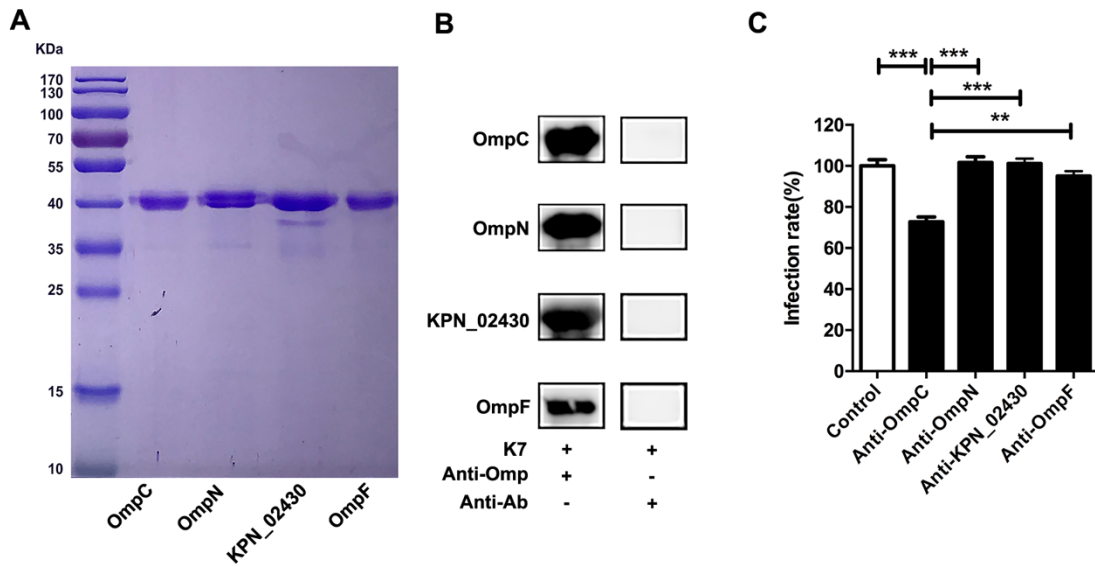 A
KDa
170
130
100
70
55
40
35
25
15
10
OmpC
OmpN
KPN_02430
OmpF
B
OmpC
OmpN
KPN_02430
OmpF
K7 + +
Anti-Omp + -
Anti-Ab - +
C
*** ***
***
**
Infection rate(%)
120
100
80
60
40
20
0
Control
Anti-OmpC
Anti-OmpN
Anti-KPN_02430
Anti-OmpF